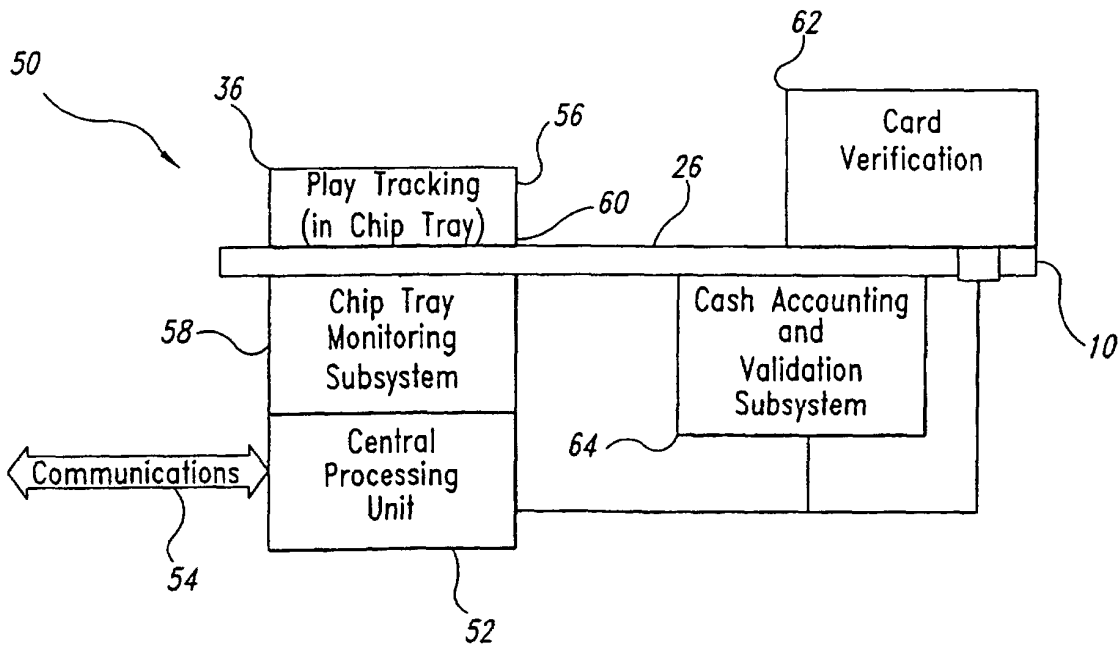 62
50
36
56
Card
Verification
Play Tracking
(in Chip Tray)
60
26
Chip Tray
Monitoring
Subsystem
58
Cash Accounting
and
Validation
Subsystem
10
64
Central
Processing
Unit
Communications
54
52